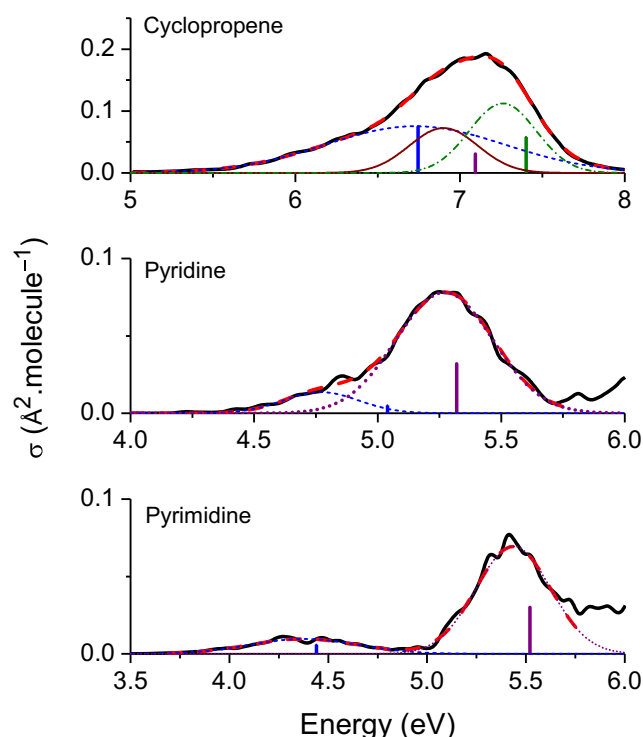 Cyclopropene
0.2
0.1
0.0
5 6 7 8
Pyridine
0.1
0.0
4.0 4.5 5.0 5.5 6.0
σ (Å².molecule⁻¹)
Pyrimidine
0.1
0.0
3.5 4.0 4.5 5.0 5.5 6.0
Energy (eV)